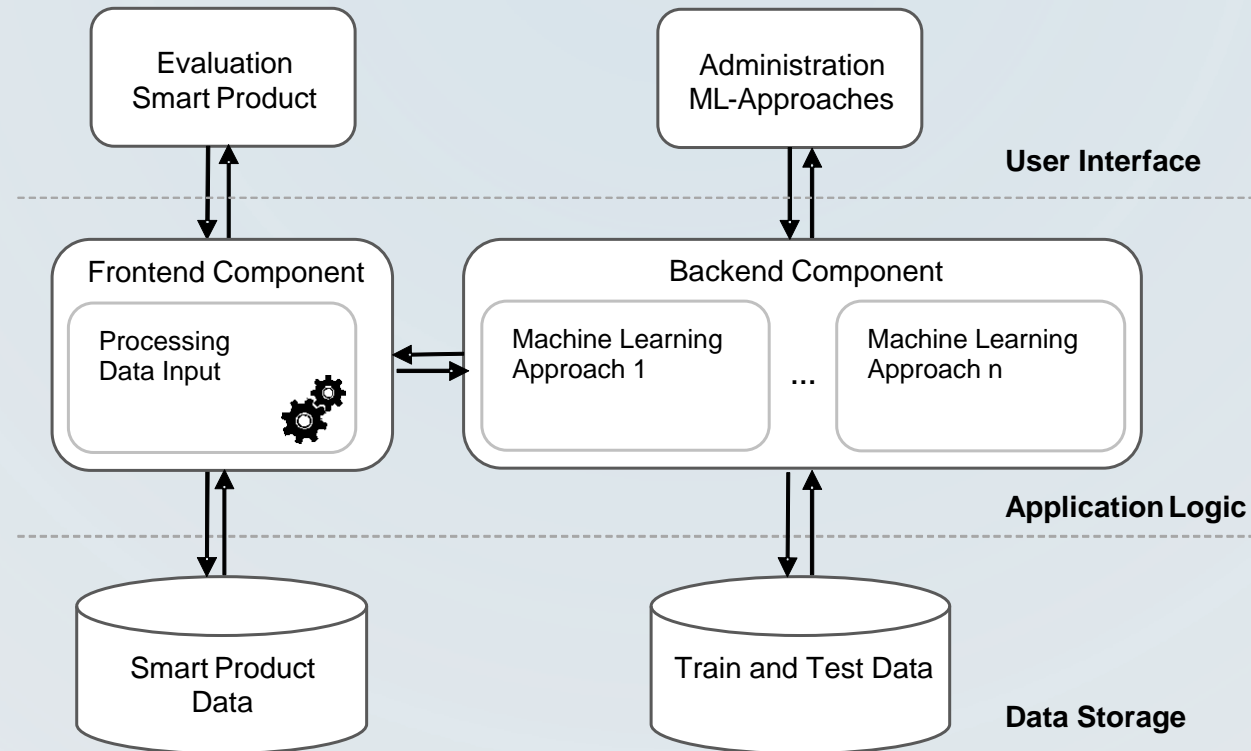 Evaluation
Smart Product
Administration
ML-Approaches
User Interface
Frontend Component
Processing
Data Input
Backend Component
Machine Learning
Approach 1
...
Machine Learning
Approach n
Application Logic
Smart Product
Data
Train and Test Data
Data Storage